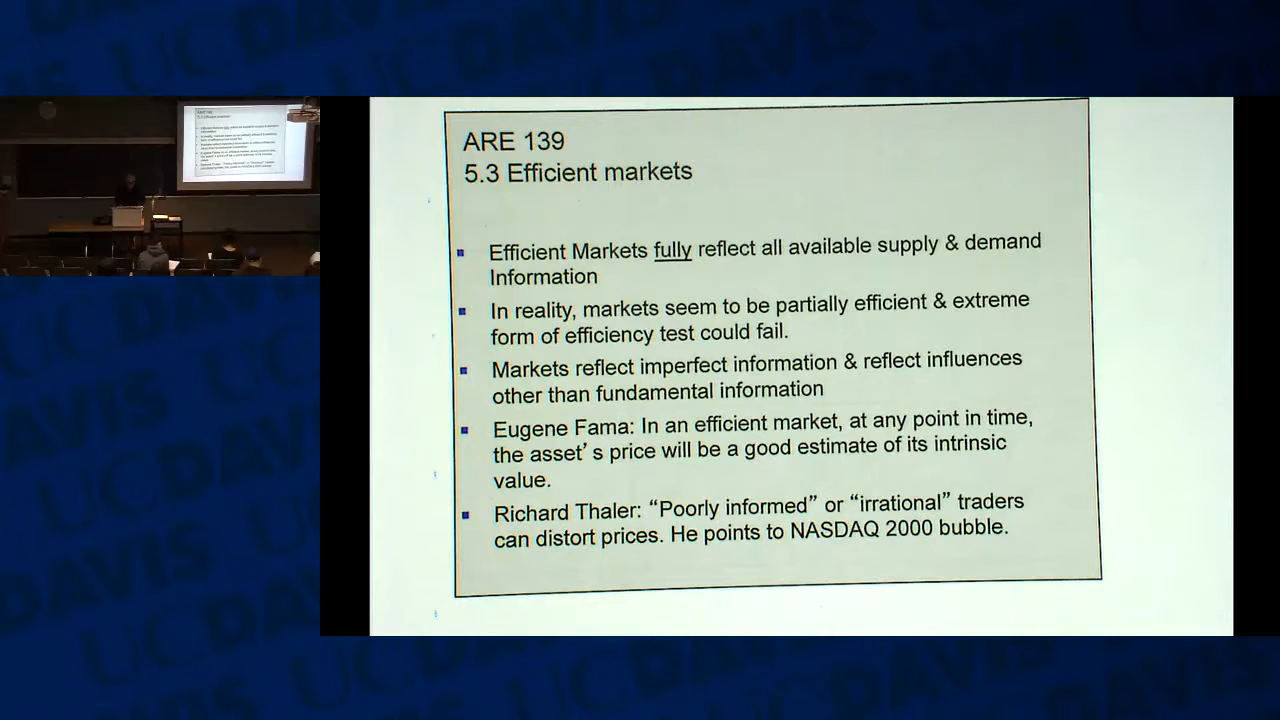 ARE 139
5.3 Efficient markets
Efficient Markets fully reflect all available supply & demand
Information
In reality, markets seem to be partially efficient & extreme
form of efficiency test could fail.
Markets reflect imperfect information & reflect influences
other than fundamental information
Eugene Fama: In an efficient market, at any point in time,
the asset’s price will be a good estimate of its intrinsic
value.
Richard Thaler: “Poorly informed” or “irrational” traders
can distort prices. He points to NASDAQ 2000 bubble.
UC DAVIS